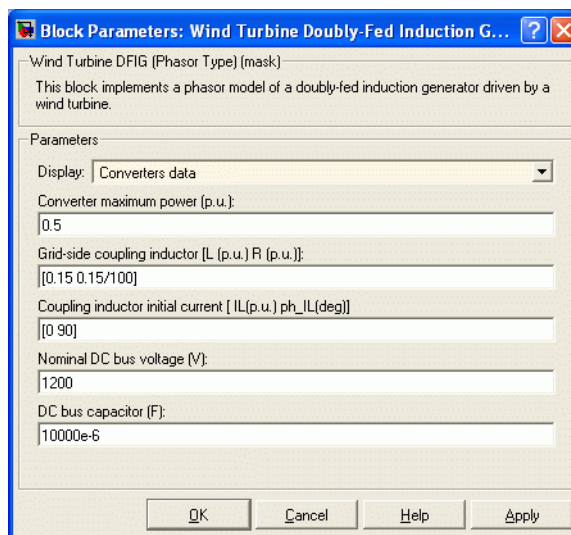 Block Parameters: Wind Turbine Doubly-Fed Induction G...
Wind Turbine DFIG (Phasor Type) (mask)
This block implements a phasor model of a doubly-fed induction generator driven by a
wind turbine.
Parameters
Display: Converters data
Converter maximum power (p.u.):
0.5
Grid-side coupling inductor [L (p.u.) R (p.u.)]:
[0.15 0.15/100]
Coupling inductor initial current [ IL(p.u.) ph_IL(deg)]
[0 90]
Nominal DC bus voltage (V):
1200
DC bus capacitor (F):
10000e-6
OK Cancel Help Apply